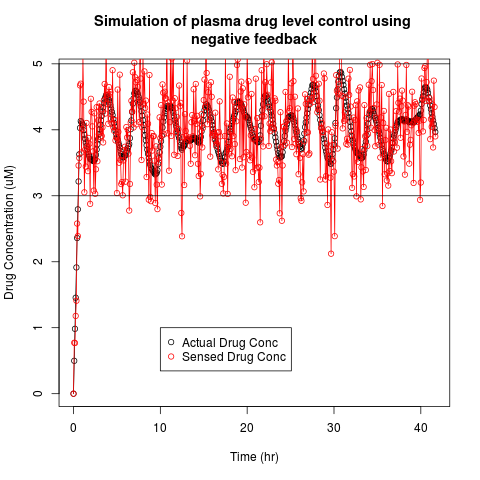 Simulation of plasma drug level control using
negative feedback
Drug Concentration (uM)
5
4
3
2
1
0
Actual Drug Conc
Sensed Drug Conc
0 10 20 30 40
Time (hr)